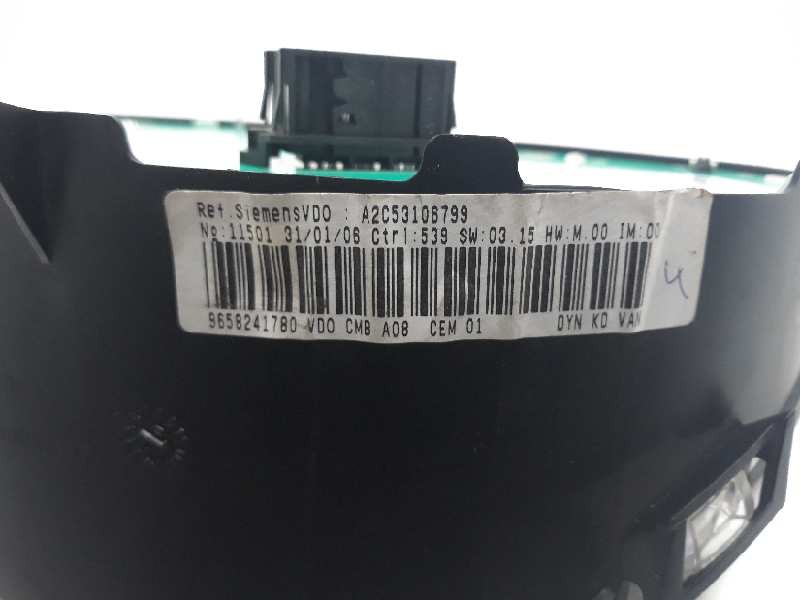 Ref.SiemensVDO : A2C53106799
No:11501 31/01/06 Ctrl:539 SW:03.15 HW:M.00 IM:00
9658241780 VDO CMB A08 CEM 01 DYN KD VAN
4